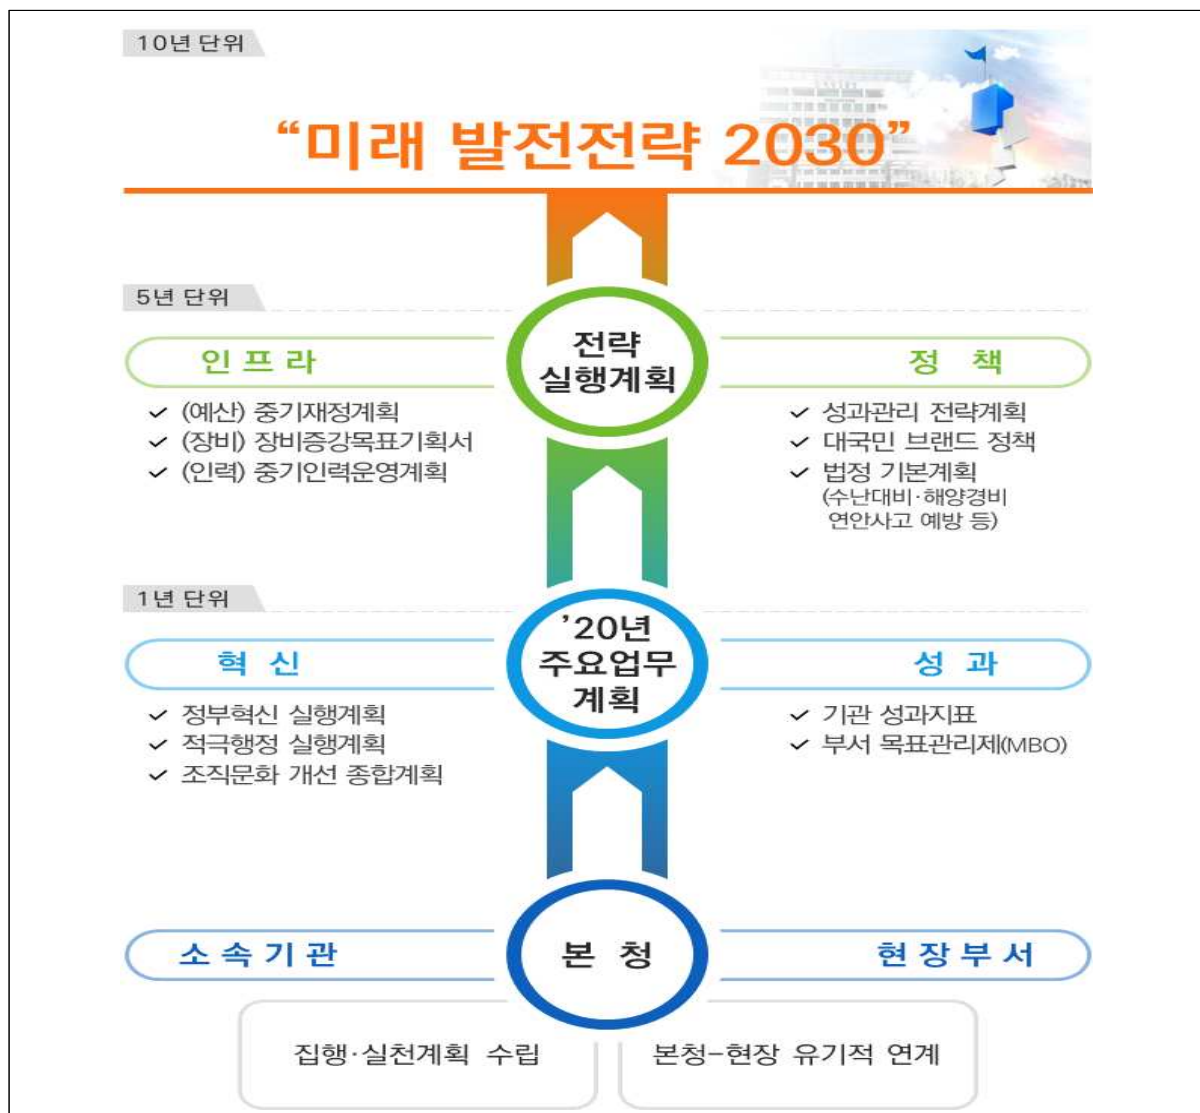 10년 단위
“미래 발전전략 2030”
5년 단위
전략
실행계획
인 프 라
✓ (예산) 중기재정계획
✓ (장비) 장비증강목표기획서
✓ (인력) 중기인력운영계획
정 책
✓ 성과관리 전략계획
✓ 대국민 브랜드 정책
✓ 법정 기본계획
(수난대비·해양경비
연안사고 예방 등)
1년 단위
’20년
주요업무
계획
혁 신
✓ 정부혁신 실행계획
✓ 적극행정 실행계획
✓ 조직문화 개선 종합계획
성 과
✓ 기관 성과지표
✓ 부서 목표관리제(MBO)
소 속 기 관
본 청
현 장 부 서
집행·실천계획 수립
본청-현장 유기적 연계